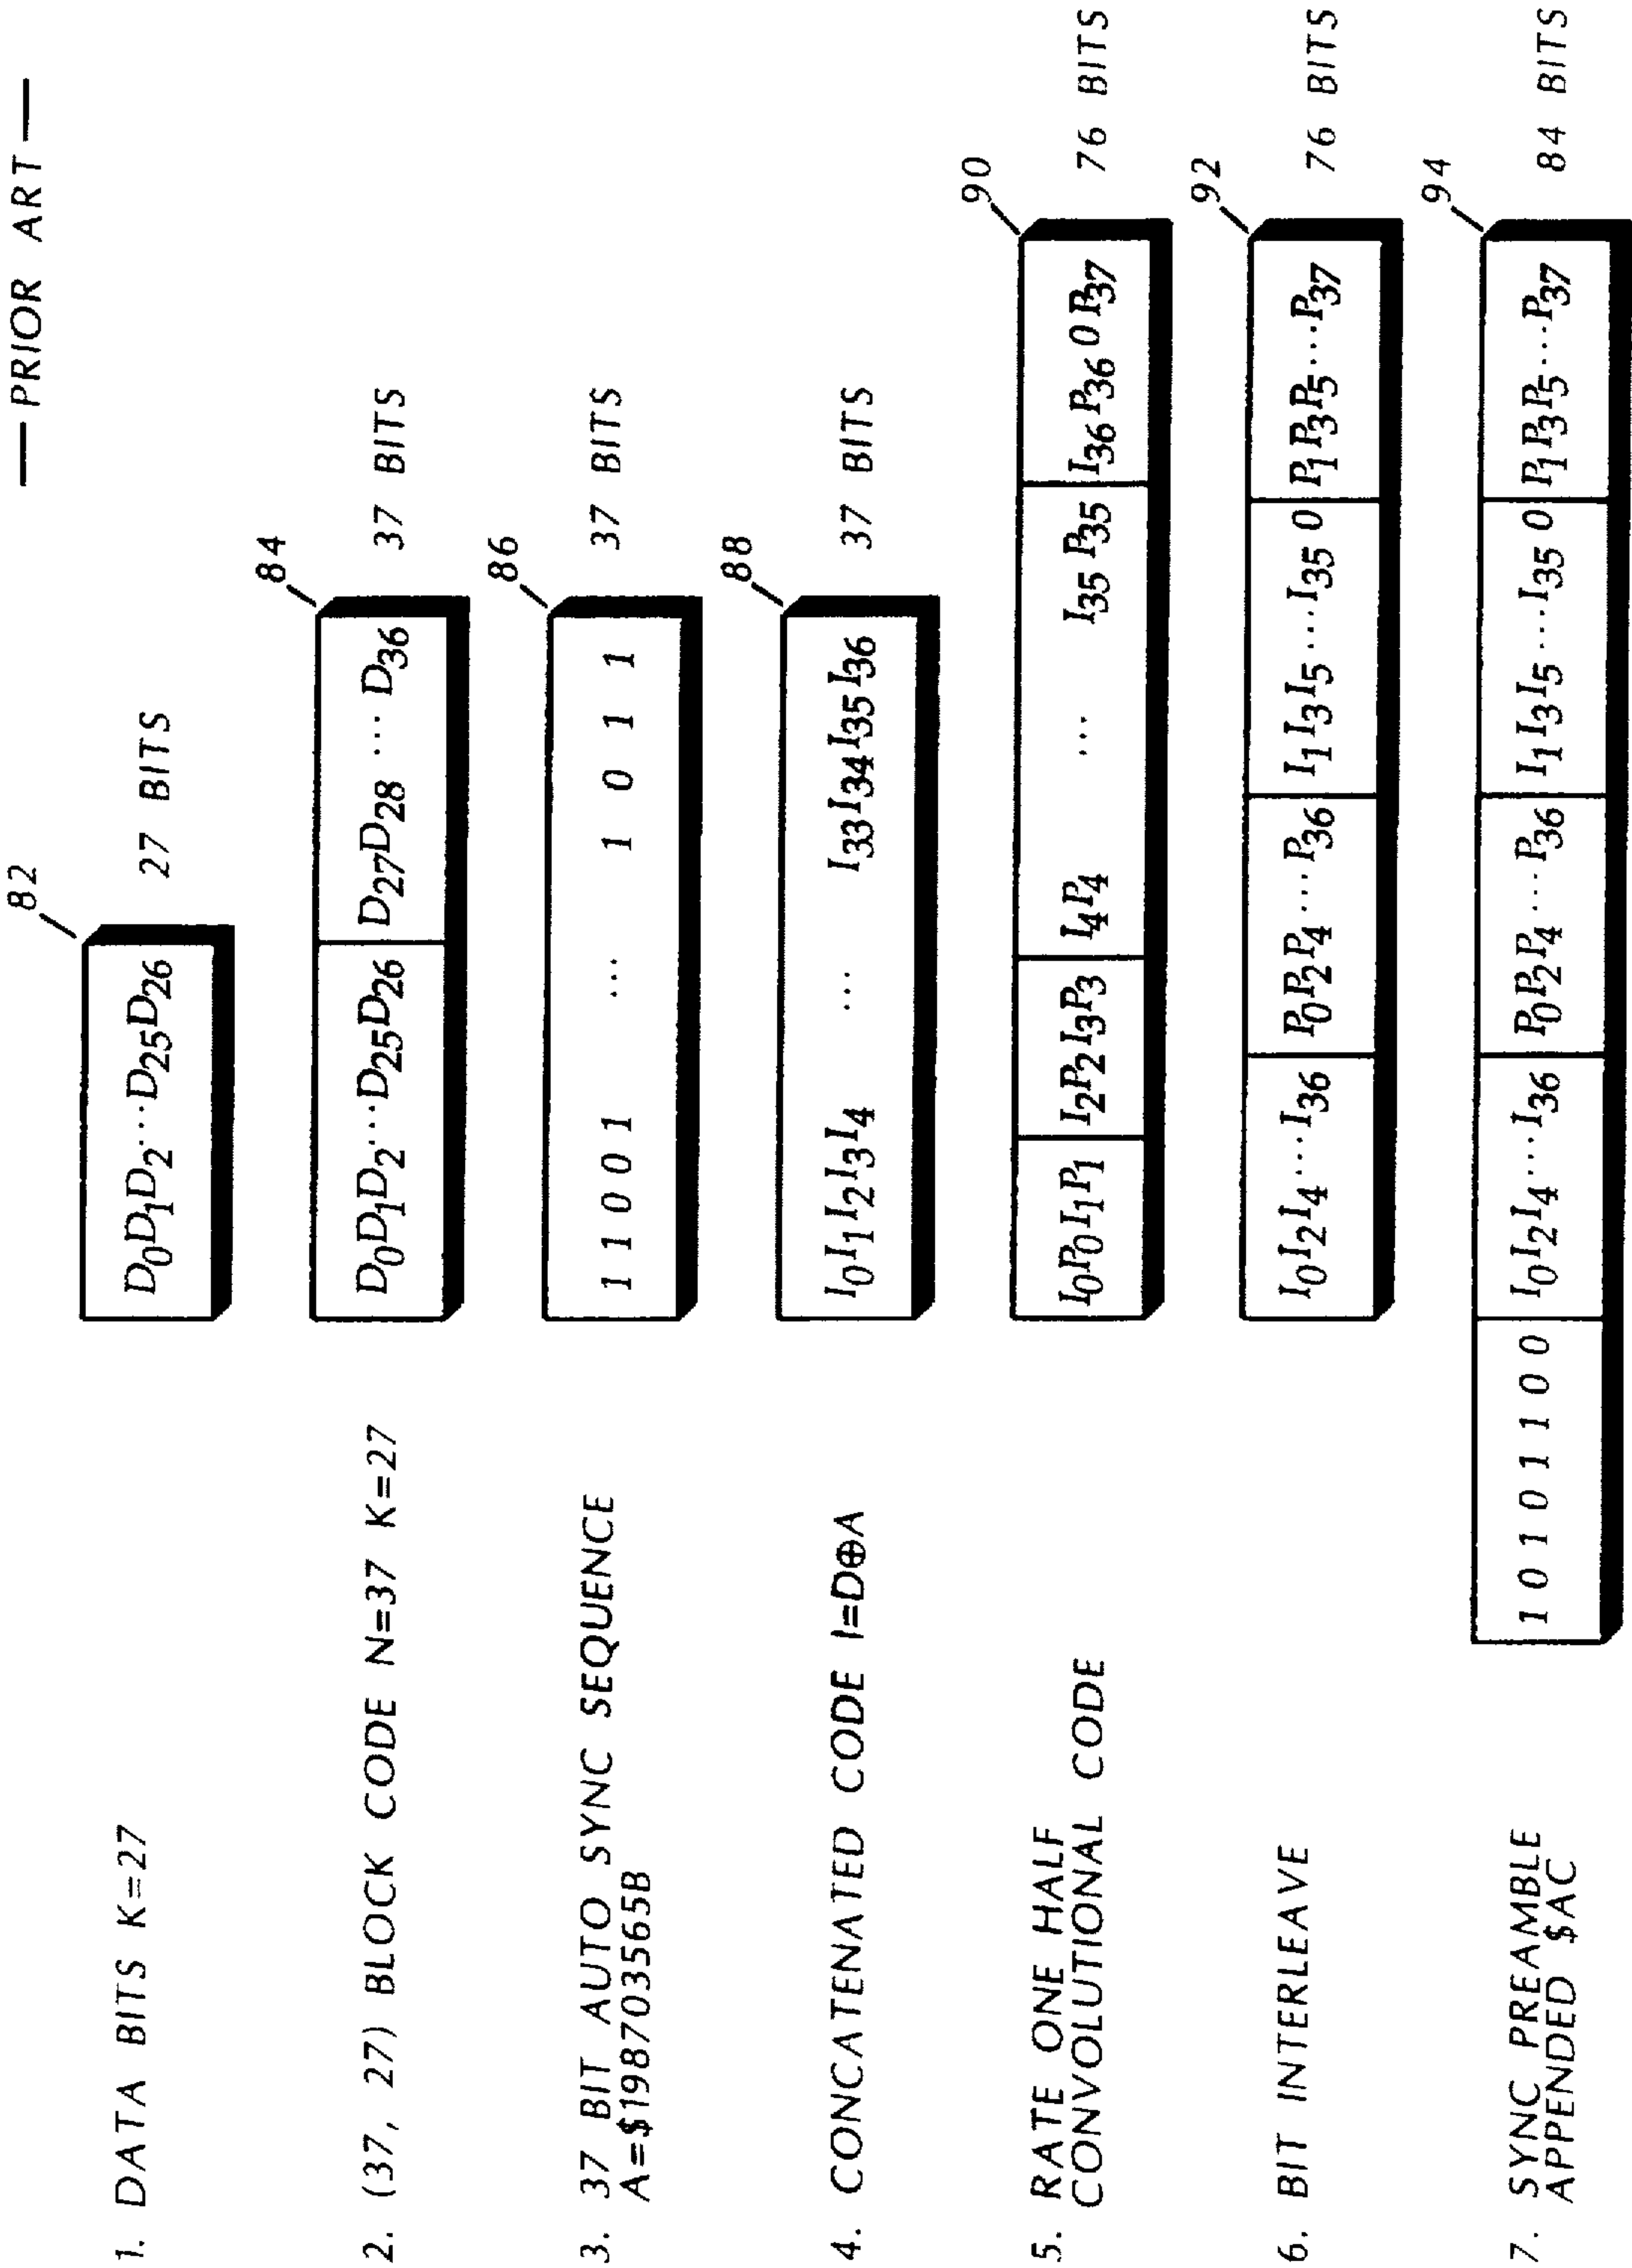 —PRIOR ART—
1. DATA BITS K=27
82
D0D1D2...D25D26
27 BITS
2. (37, 27) BLOCK CODE N=37 K=27
84
D0D1D2...D25D26 D27D28 ... D36
37 BITS
3. 37 BIT AUTO SYNC SEQUENCE
A=$198703565B
86
1 1 0 0 1 ... 1 0 1 1
37 BITS
4. CONCATENATED CODE I=D⊕A
88
I0I1I2I3I4 ... I33I34I35I36
37 BITS
5. RATE ONE HALF
CONVOLUTIONAL CODE
90
I0P0I1P1 I2P2I3P3 I4P4 ... I35P35 I36P36 0 P37
76 BITS
6. BIT INTERLEAVE
92
I0I2I4...I36 P0P2P4...P36 I1I3I5...I35 0 P1P3P5...P37
76 BITS
7. SYNC PREAMBLE
APPENDED $AC
94
1 0 1 0 1 1 0 0 I0I2I4...I36 P0P2P4...P36 I1I3I5...I35 0 P1P3P5...P37
84 BITS